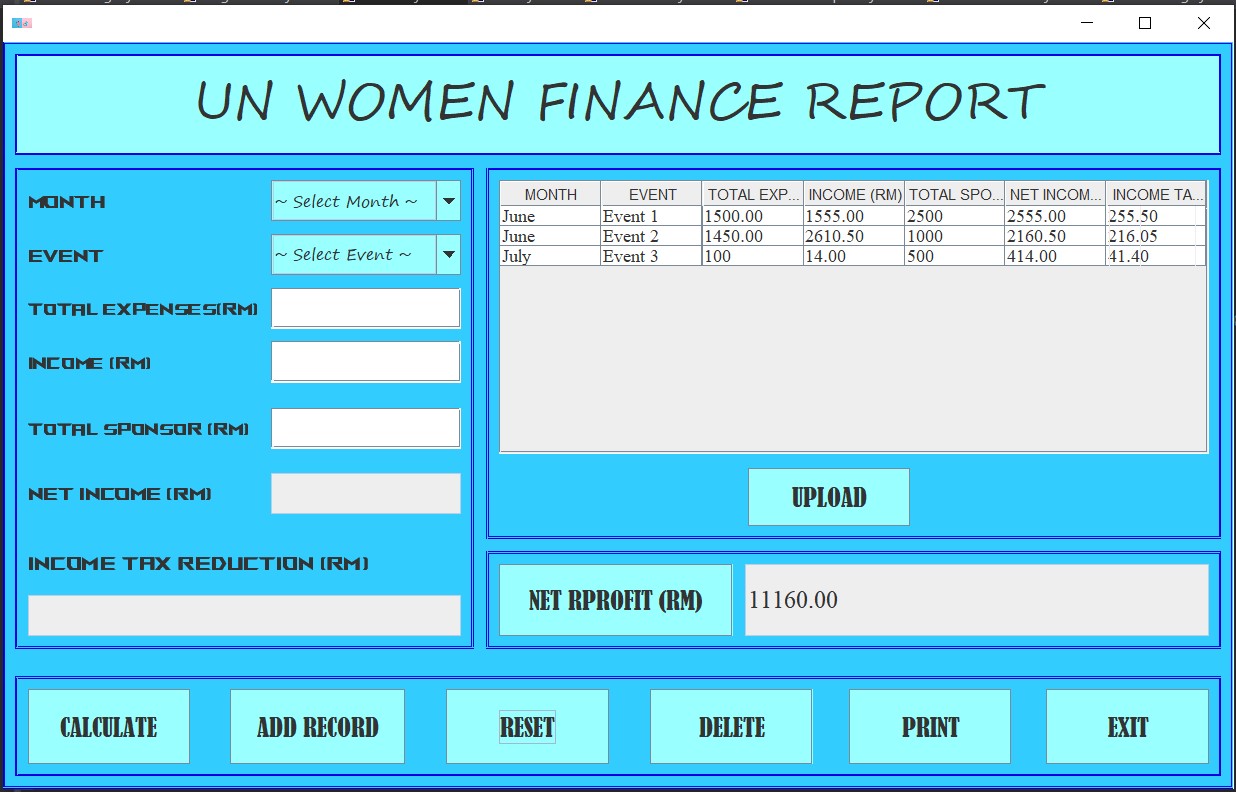 UN WOMEN FINANCE REPORT
MONTH
~ Select Month ~
EVENT
~ Select Event ~
TOTAL EXPENSES(RM)
INCOME (RM)
TOTAL SPONSOR (RM)
NET INCOME (RM)
INCOME TAX REDUCTION (RM)
MONTH EVENT TOTAL EXP... INCOME (RM) TOTAL SPO... NET INCOM... INCOME TA...
June Event 1 1500.00 1555.00 2500 2555.00 255.50
June Event 2 1450.00 2610.50 1000 2160.50 216.05
July Event 3 100 14.00 500 414.00 41.40
UPLOAD
NET RPROFIT (RM) 11160.00
CALCULATE ADD RECORD RESET DELETE PRINT EXIT